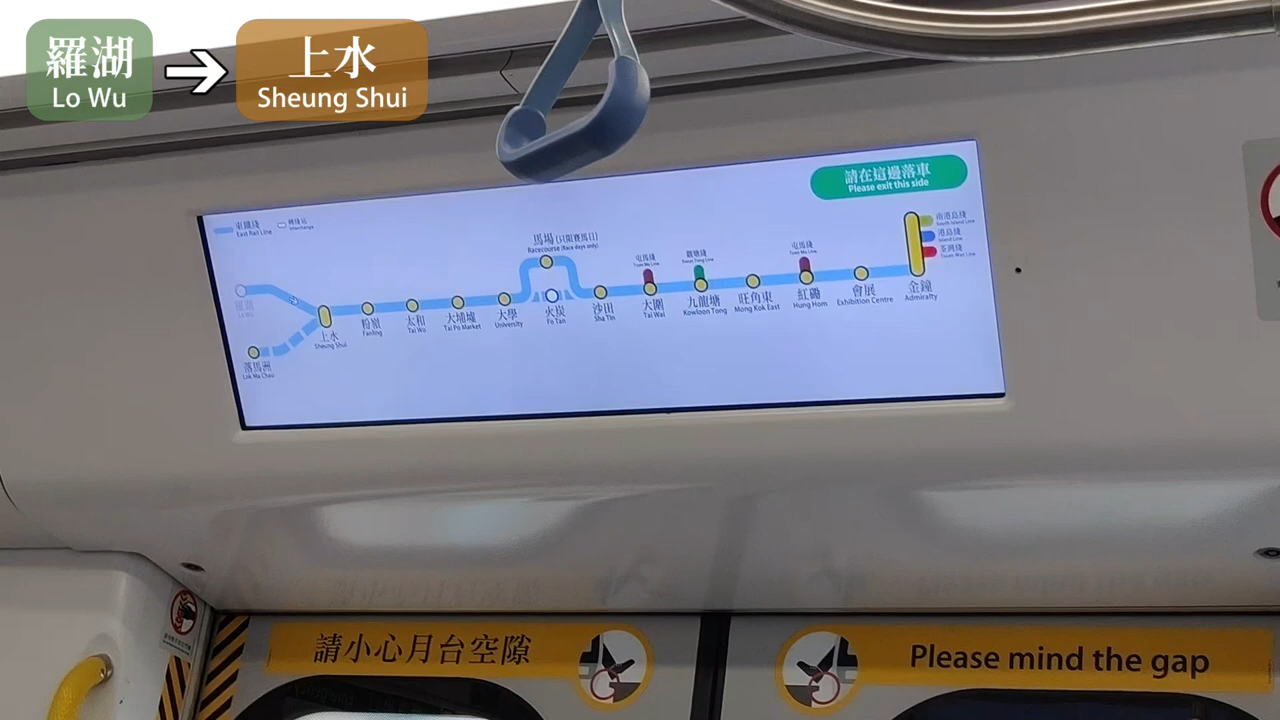 羅湖
Lo Wu
上水
Sheung Shui
請在這邊落車
Please exit this side
東鐵綫
East Rail Line
轉綫站
Interchange
馬場 (只限賽馬日)
Racecourse (Race days only)
屯馬綫
Tuen Ma Line
觀塘綫
Kwun Tong Line
屯馬綫
Tuen Ma Line
南港島綫
South Island Line
港島綫
Island Line
荃灣綫
Tsuen Wan Line
羅湖
Lo Wu
上水
Sheung Shui
粉嶺
Fanling
太和
Tai Wo
大埔墟
Tai Po Market
大學
University
火炭
Fo Tan
沙田
Sha Tin
大圍
Tai Wai
九龍塘
Kowloon Tong
旺角東
Mong Kok East
紅磡
Hung Hom
會展
Exhibition Centre
金鐘
Admiralty
落馬洲
Lok Ma Chau
請小心月台空隙
Please mind the gap